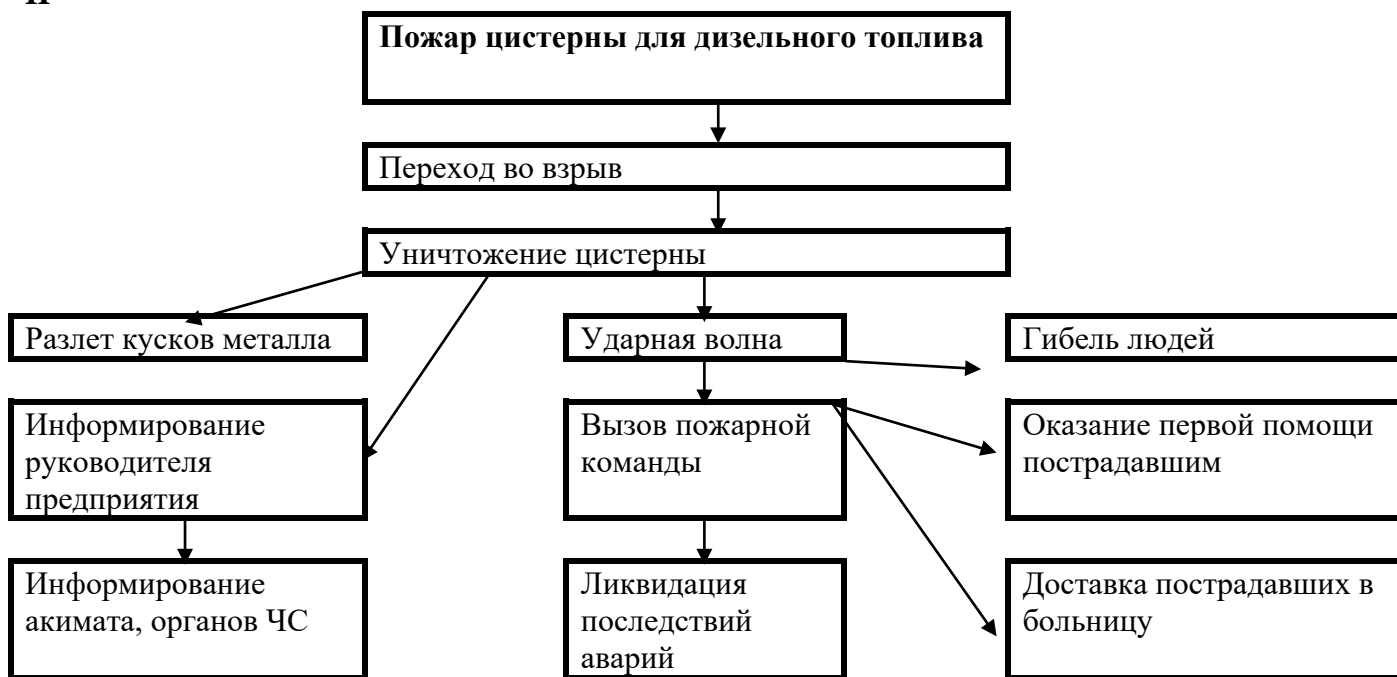 Пожар цистерны для дизельного топлива
Переход во взрыв
Уничтожение цистерны
Разлет кусков металла
Ударная волна
Гибель людей
Информирование
руководителя
предприятия
Вызов пожарной
команды
Оказание первой помощи
пострадавшим
Информирование
акимата, органов ЧС
Ликвидация
последствий
аварий
Доставка пострадавших в
больницу